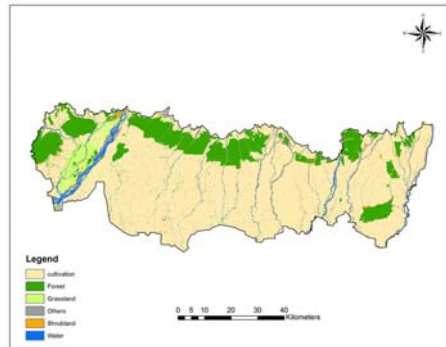 Legend
cultivation
Forest
Grassland
Others
Shrubland
Water
0 5 10 20 30 40
Kilometers